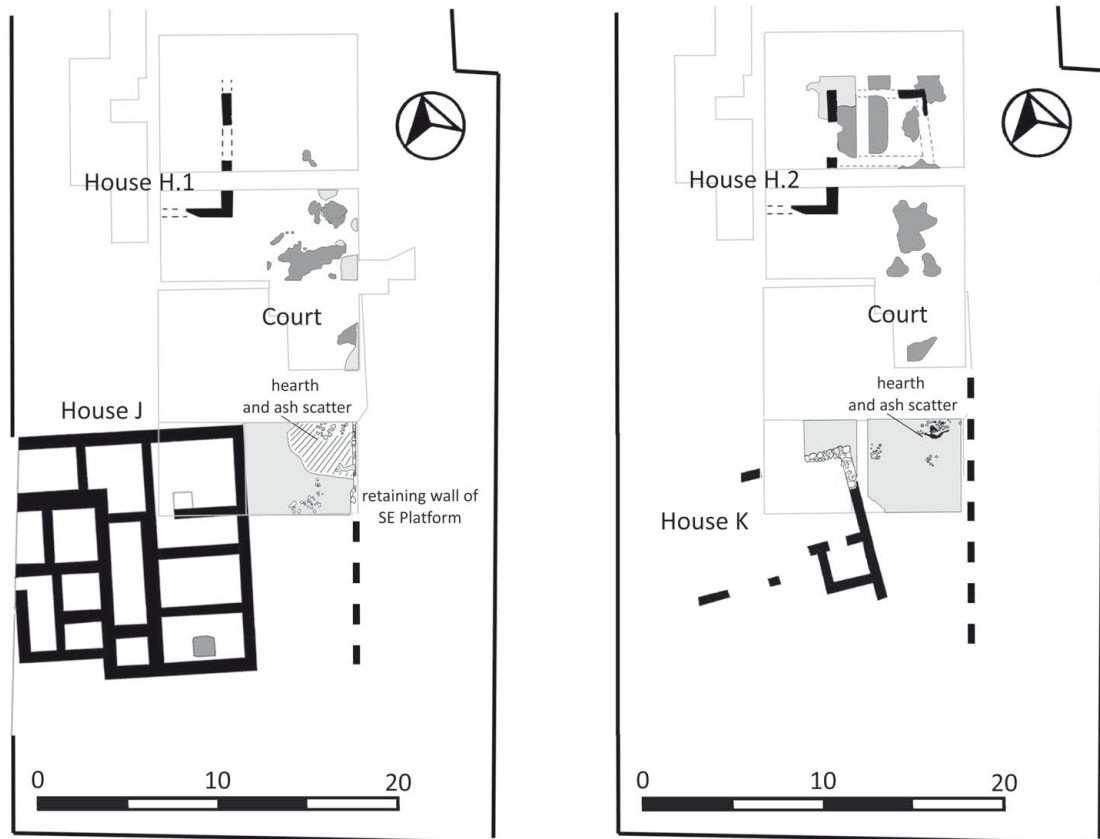 House H.1
Court
hearth
and ash scatter
House J
retaining wall of
SE Platform
0 10 20
House H.2
Court
hearth
and ash scatter
House K
0 10 20